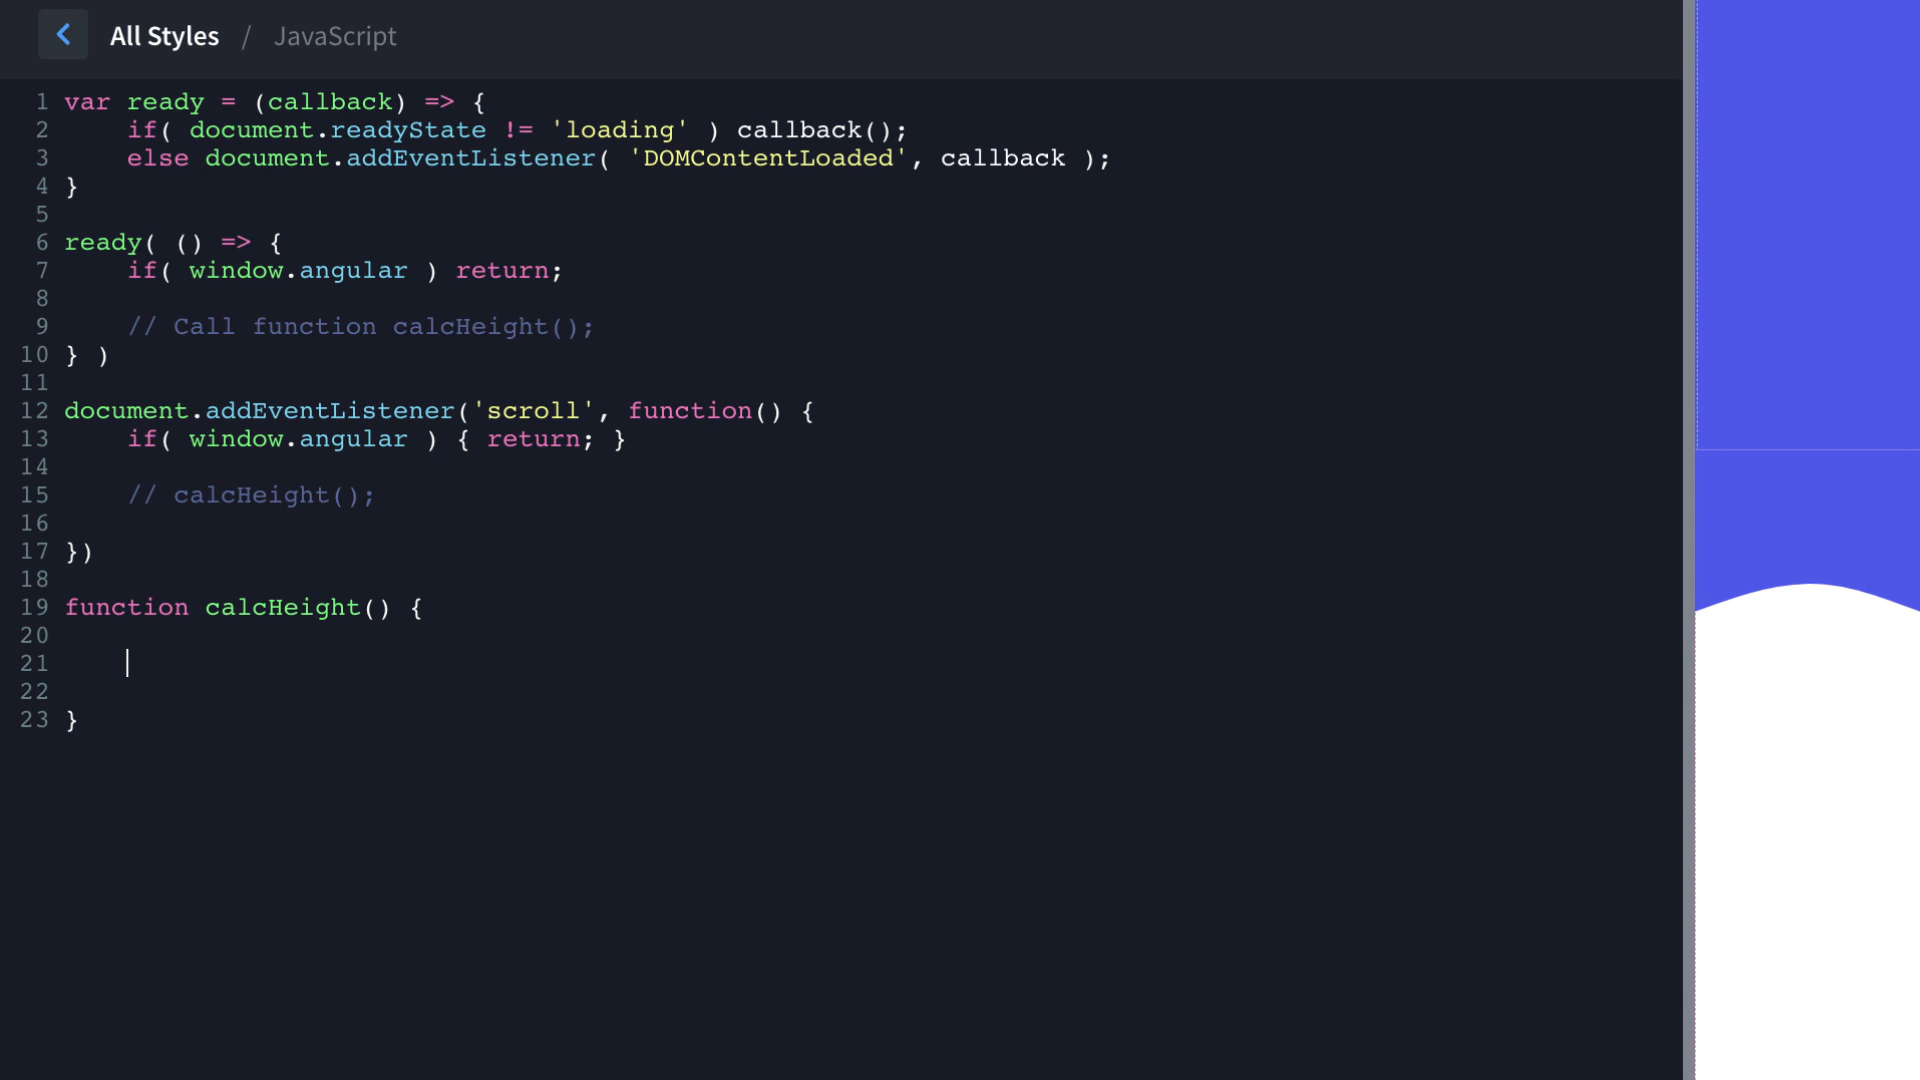 All Styles / JavaScript
1 var ready = (callback) => {
2     if( document.readyState != 'loading' ) callback();
3     else document.addEventListener( 'DOMContentLoaded', callback );
4 }
5
6 ready( () => {
7     if( window.angular ) return;
8
9     // Call function calcHeight();
10 } )
11
12 document.addEventListener('scroll', function() {
13     if( window.angular ) { return; }
14
15     // calcHeight();
16
17 })
18
19 function calcHeight() {
20
21
22
23 }